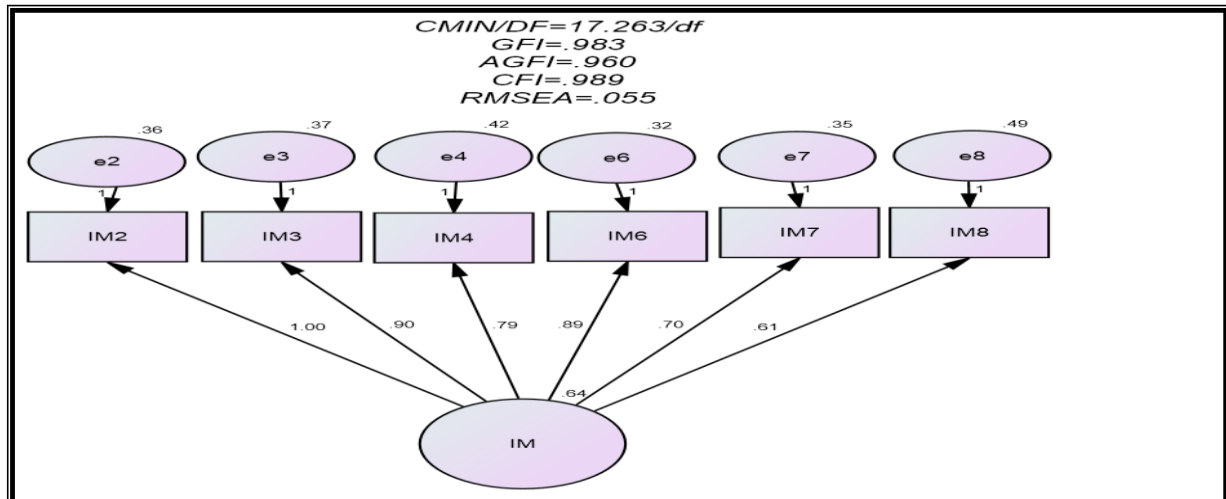 CMIN/DF=17.263/df
GFI=.983
AGFI=.960
CFI=.989
RMSEA=.055
.36 .37 .42 .32 .35 .49
e2 e3 e4 e6 e7 e8
1 1 1 1 1 1
IM2 IM3 IM4 IM6 IM7 IM8
1.00 .90 .79 .89 .70 .61
.64
IM